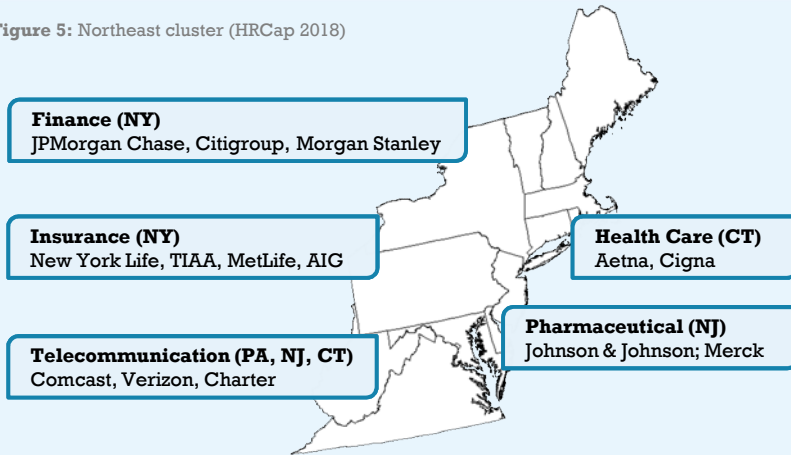 Figure 5: Northeast cluster (HRCap 2018)
Finance (NY)
JPMorgan Chase, Citigroup, Morgan Stanley
Insurance (NY)
New York Life, TIAA, MetLife, AIG
Health Care (CT)
Aetna, Cigna
Pharmaceutical (NJ)
Johnson & Johnson; Merck
Telecommunication (PA, NJ, CT)
Comcast, Verizon, Charter